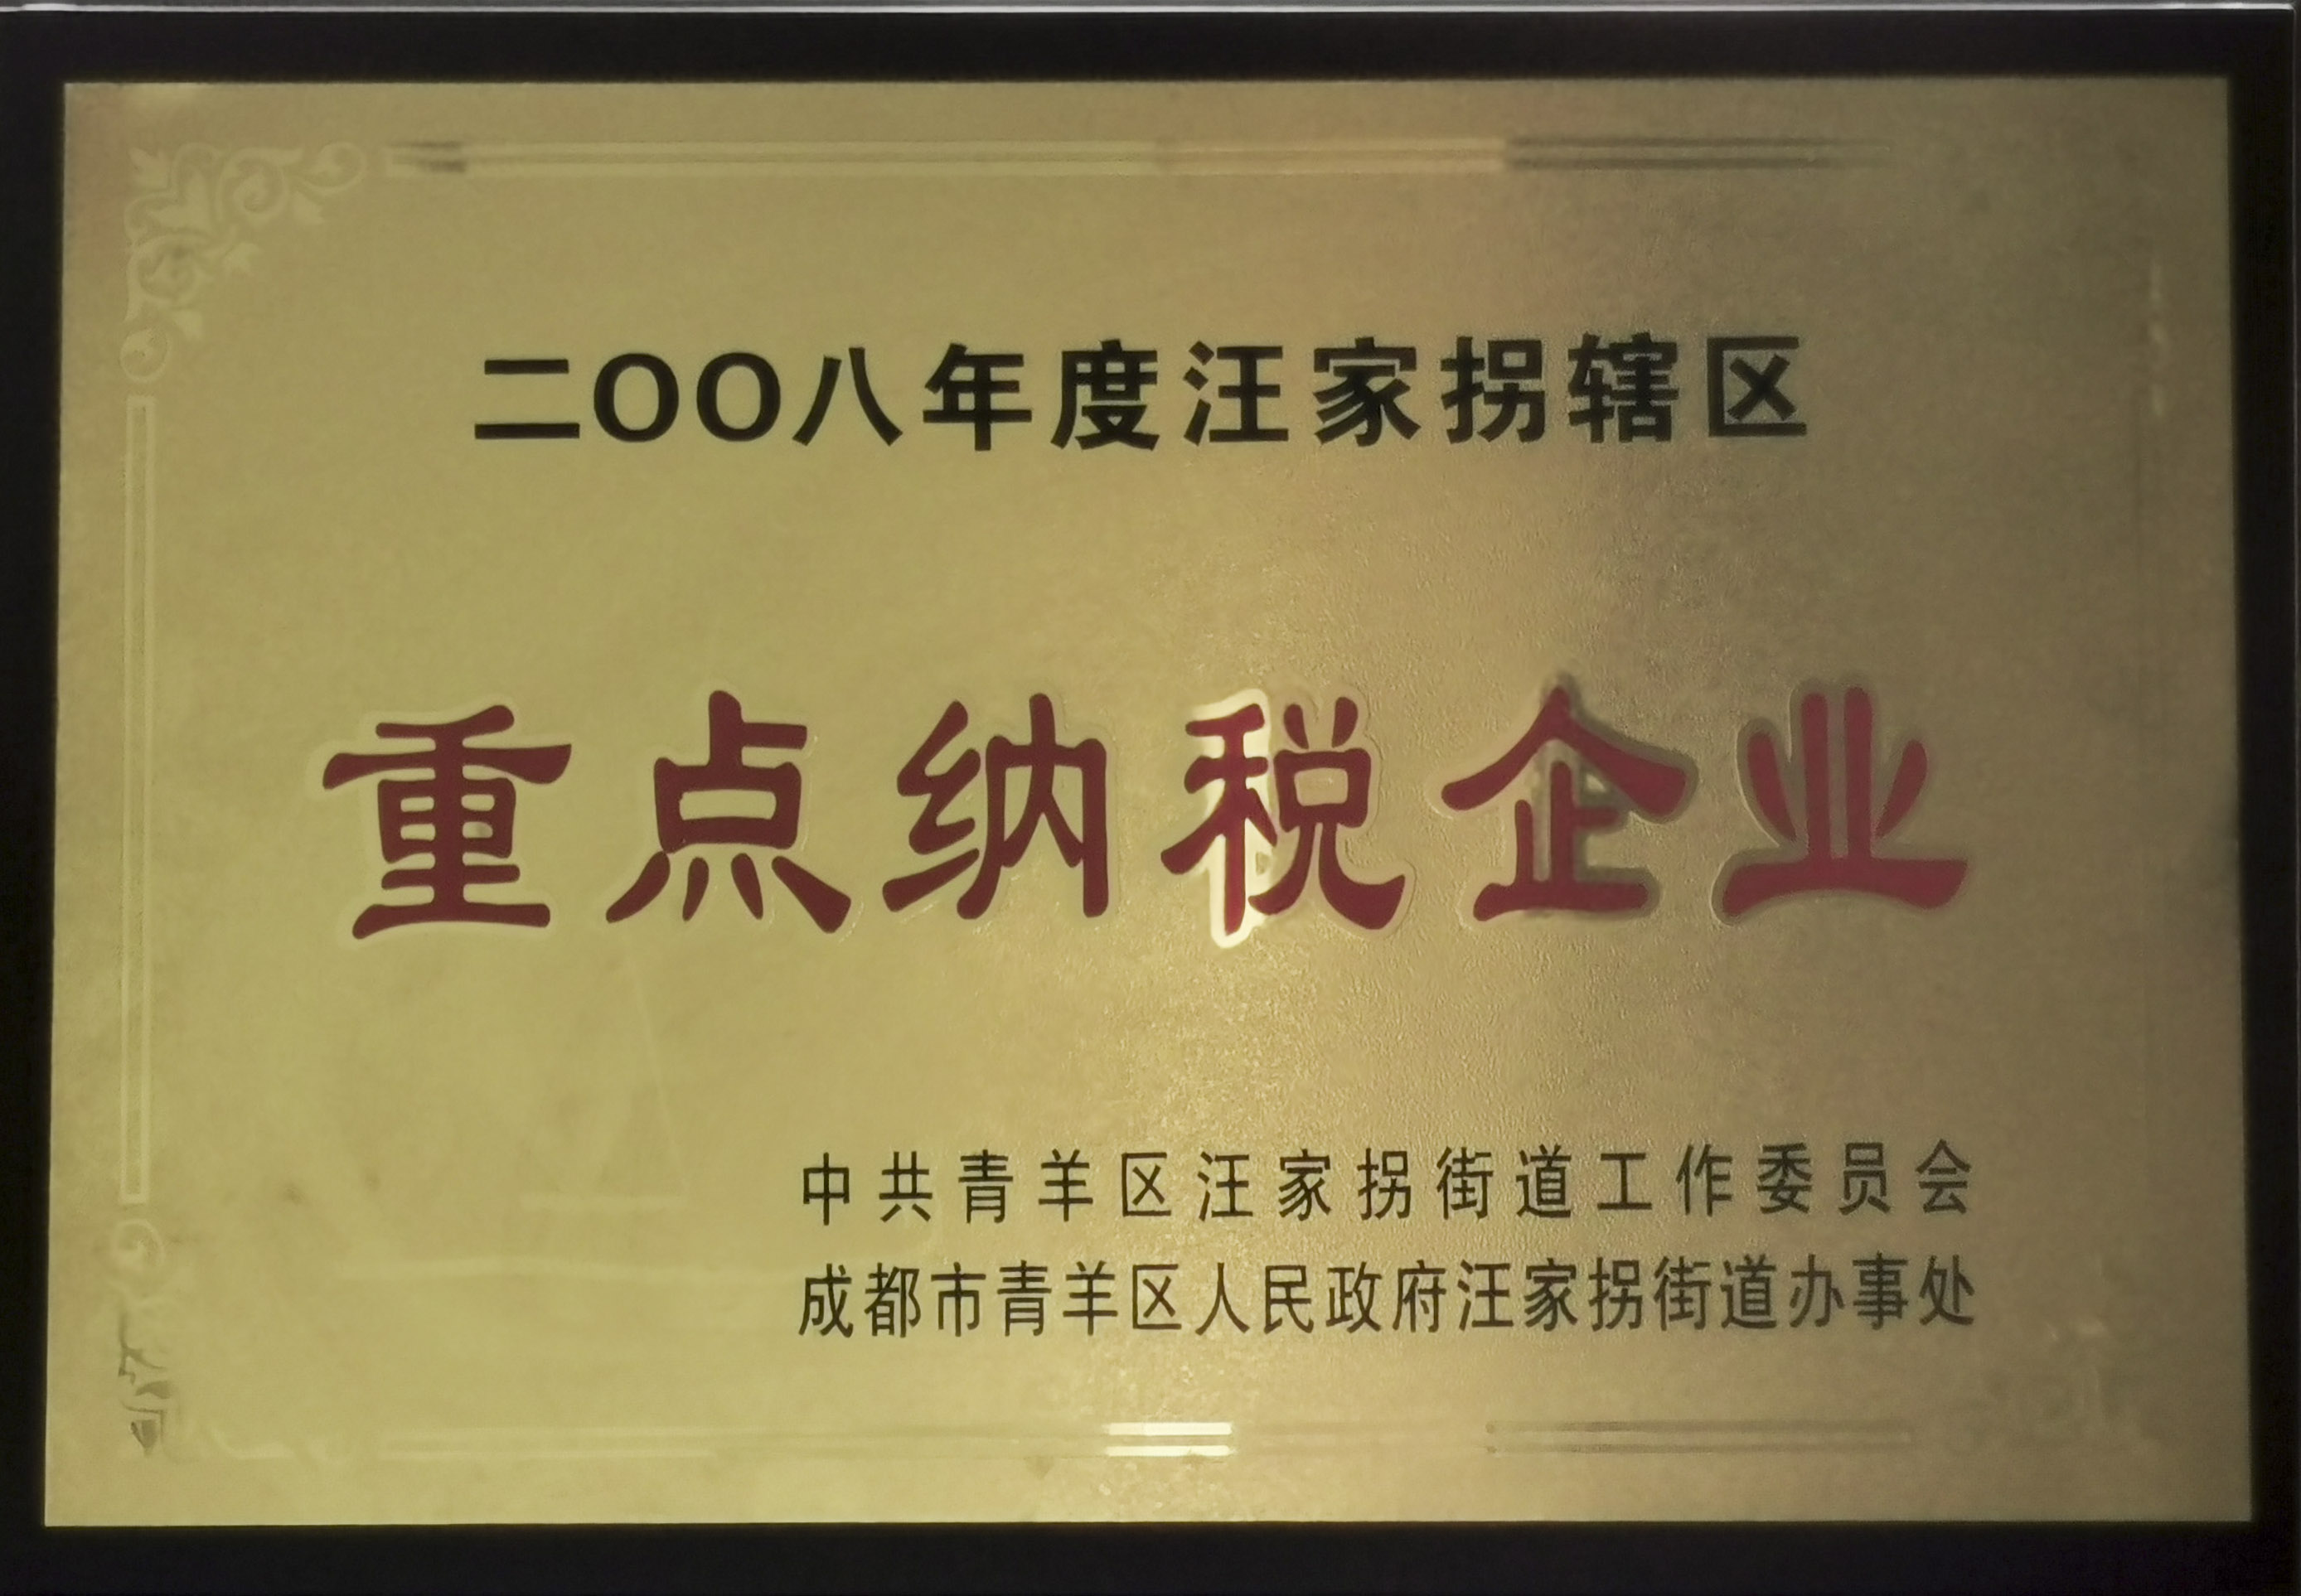 二〇〇八年度汪家拐辖区
重点纳税企业
中共青羊区汪家拐街道工作委员会
成都市青羊区人民政府汪家拐街道办事处